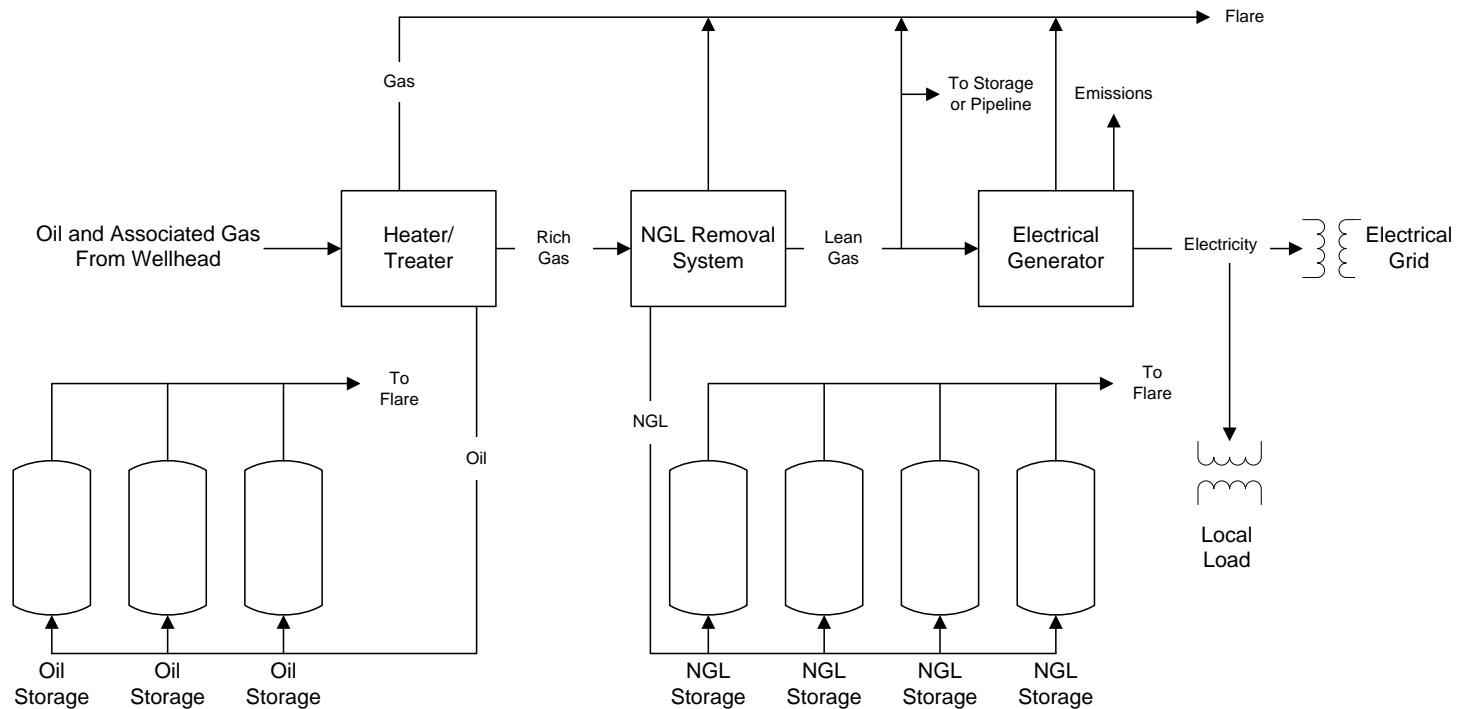 Flare
Gas
To Storage
or Pipeline
Emissions
Oil and Associated Gas
From Wellhead
Heater/
Treater
Rich
Gas
NGL Removal
System
Lean
Gas
Electrical
Generator
Electricity
Electrical
Grid
To
Flare
To
Flare
NGL
Oil
Local
Load
Oil
Storage
Oil
Storage
Oil
Storage
NGL
Storage
NGL
Storage
NGL
Storage
NGL
Storage